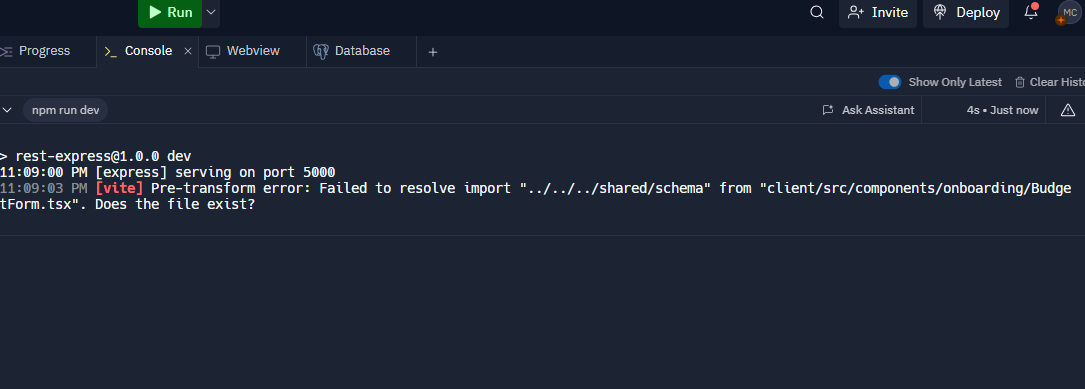 Run
Invite
Deploy
MC
Progress
Console
Webview
Database
Show Only Latest
Clear Histo
npm run dev
Ask Assistant
4s • Just now
> rest-express@1.0.0 dev
11:09:00 PM [express] serving on port 5000
11:09:03 PM [vite] Pre-transform error: Failed to resolve import "../../../shared/schema" from "client/src/components/onboarding/Budge
tForm.tsx". Does the file exist?